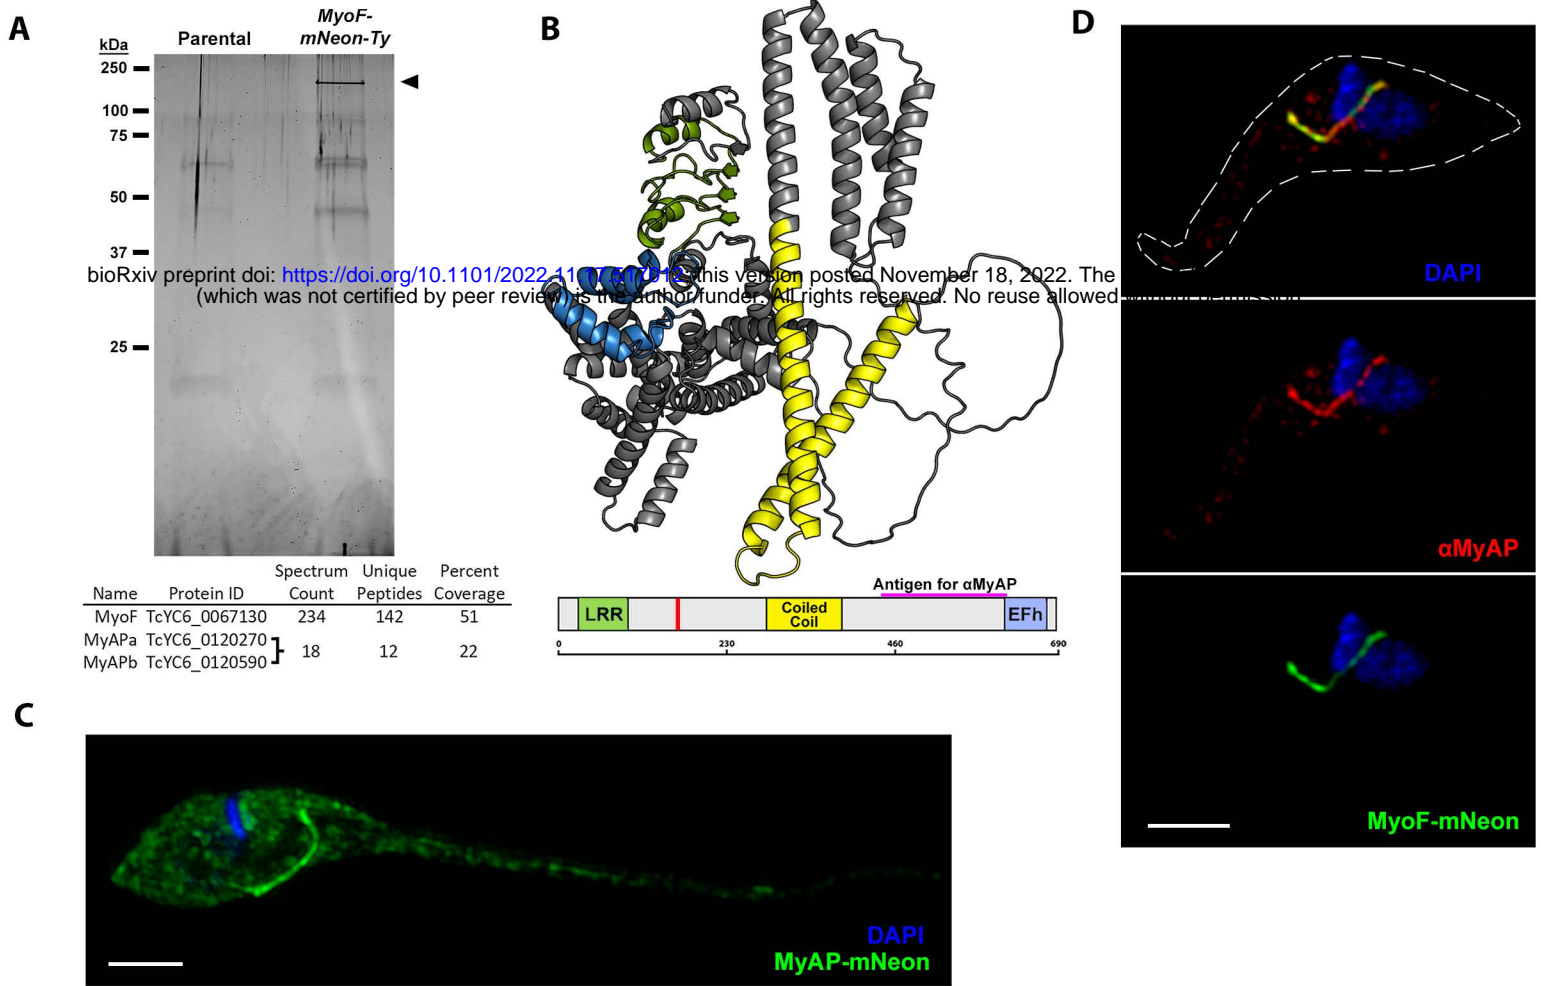 A
kDa
Parental
MyoF-
mNeon-Ty
250
100
75
50
37
25
bioRxiv preprint doi: https://doi.org/10.1101/2022.11.17.517012; this version posted November 18, 2022. The
(which was not certified by peer review) is the author/funder. All rights reserved. No reuse allowed without permission.
Spectrum Unique Percent
Name Protein ID Count Peptides Coverage
MyoF TcYC6_0067130 234 142 51
MyAPa TcYC6_0120270
18 12 22
MyAPb TcYC6_0120590
B
Antigen for αMyAP
LRR
Coiled
Coil
EFh
0 230 460 690
C
DAPI
MyAP-mNeon
D
DAPI
αMyAP
MyoF-mNeon